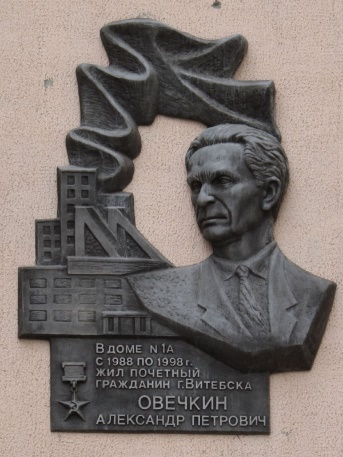 В ДОМЕ N 1А
С 1988 ПО 1998 г.
ЖИЛ ПОЧЕТНЫЙ
ГРАЖДАНИН Г. ВИТЕБСКА
ОВЕЧКИН
АЛЕКСАНДР ПЕТРОВИЧ